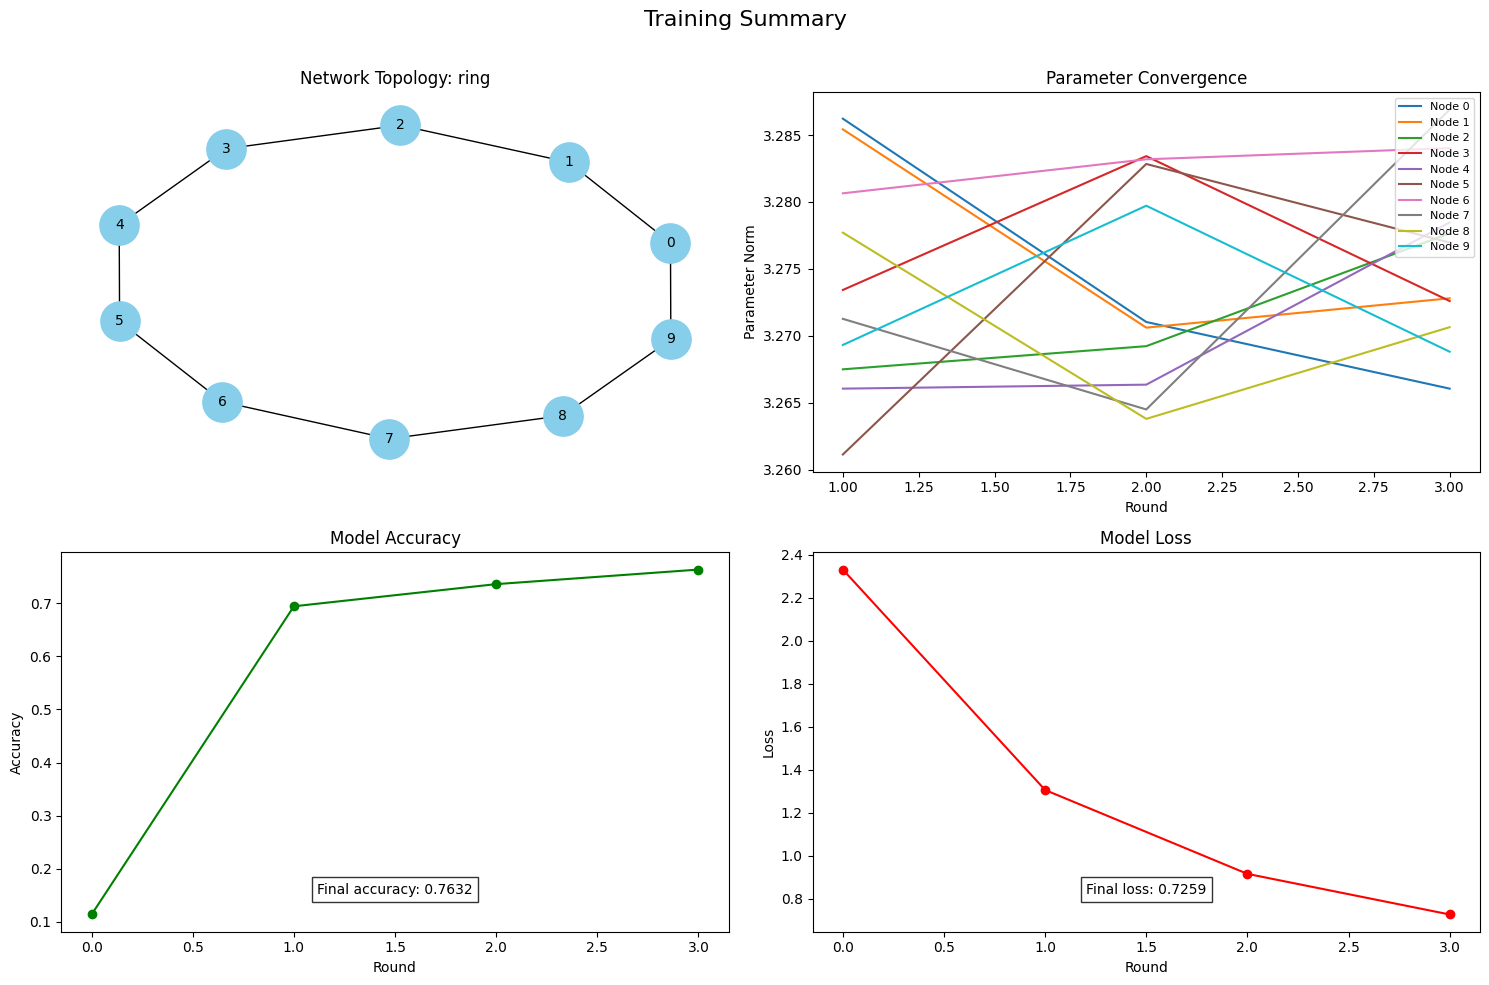 Training Summary
Network Topology: ring
2
3
1
4
0
5
9
6
8
7
Parameter Convergence
Parameter Norm
3.285
3.280
3.275
3.270
3.265
3.260
Node 0
Node 1
Node 2
Node 3
Node 4
Node 5
Node 6
Node 7
Node 8
Node 9
1.00 1.25 1.50 1.75 2.00 2.25 2.50 2.75 3.00
Round
Model Accuracy
Accuracy
0.7
0.6
0.5
0.4
0.3
0.2
0.1
Final accuracy: 0.7632
0.0 0.5 1.0 1.5 2.0 2.5 3.0
Round
Model Loss
Loss
2.4
2.2
2.0
1.8
1.6
1.4
1.2
1.0
0.8
Final loss: 0.7259
0.0 0.5 1.0 1.5 2.0 2.5 3.0
Round